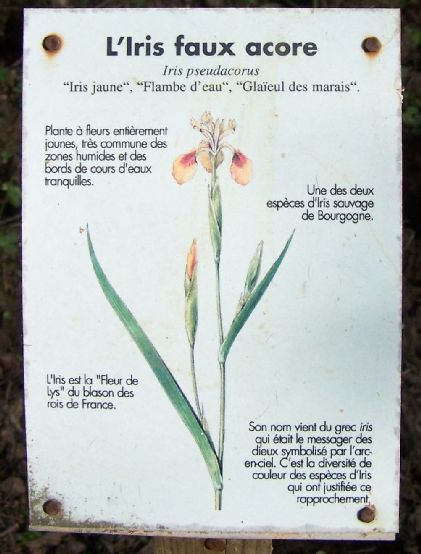 L'Iris faux acore
Iris pseudacorus
"Iris jaune", "Flambe d'eau", "Glaïeul des marais".
Plante à fleurs entièrement
jaunes, très commune des
zones humides et des
bords de cours d'eaux
tranquilles.
Une des deux
espèces d'Iris sauvage
de Bourgogne.
L'Iris est la "Fleur de
Lys" du blason des
rois de France.
Son nom vient du grec iris
qui était le messager des
dieux symbolisé par l'arc-
en-ciel. C'est la diversité de
couleur des espèces d'Iris
qui ont justifiée ce
rapprochement.